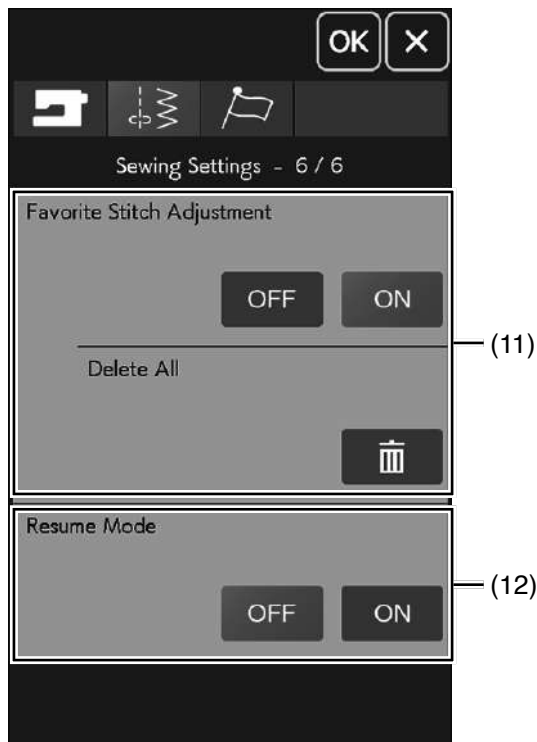 OK
Sewing Settings - 6 / 6
Favorite Stitch Adjustment
OFF ON
(11)
Delete All
Resume Mode
(12)
OFF ON